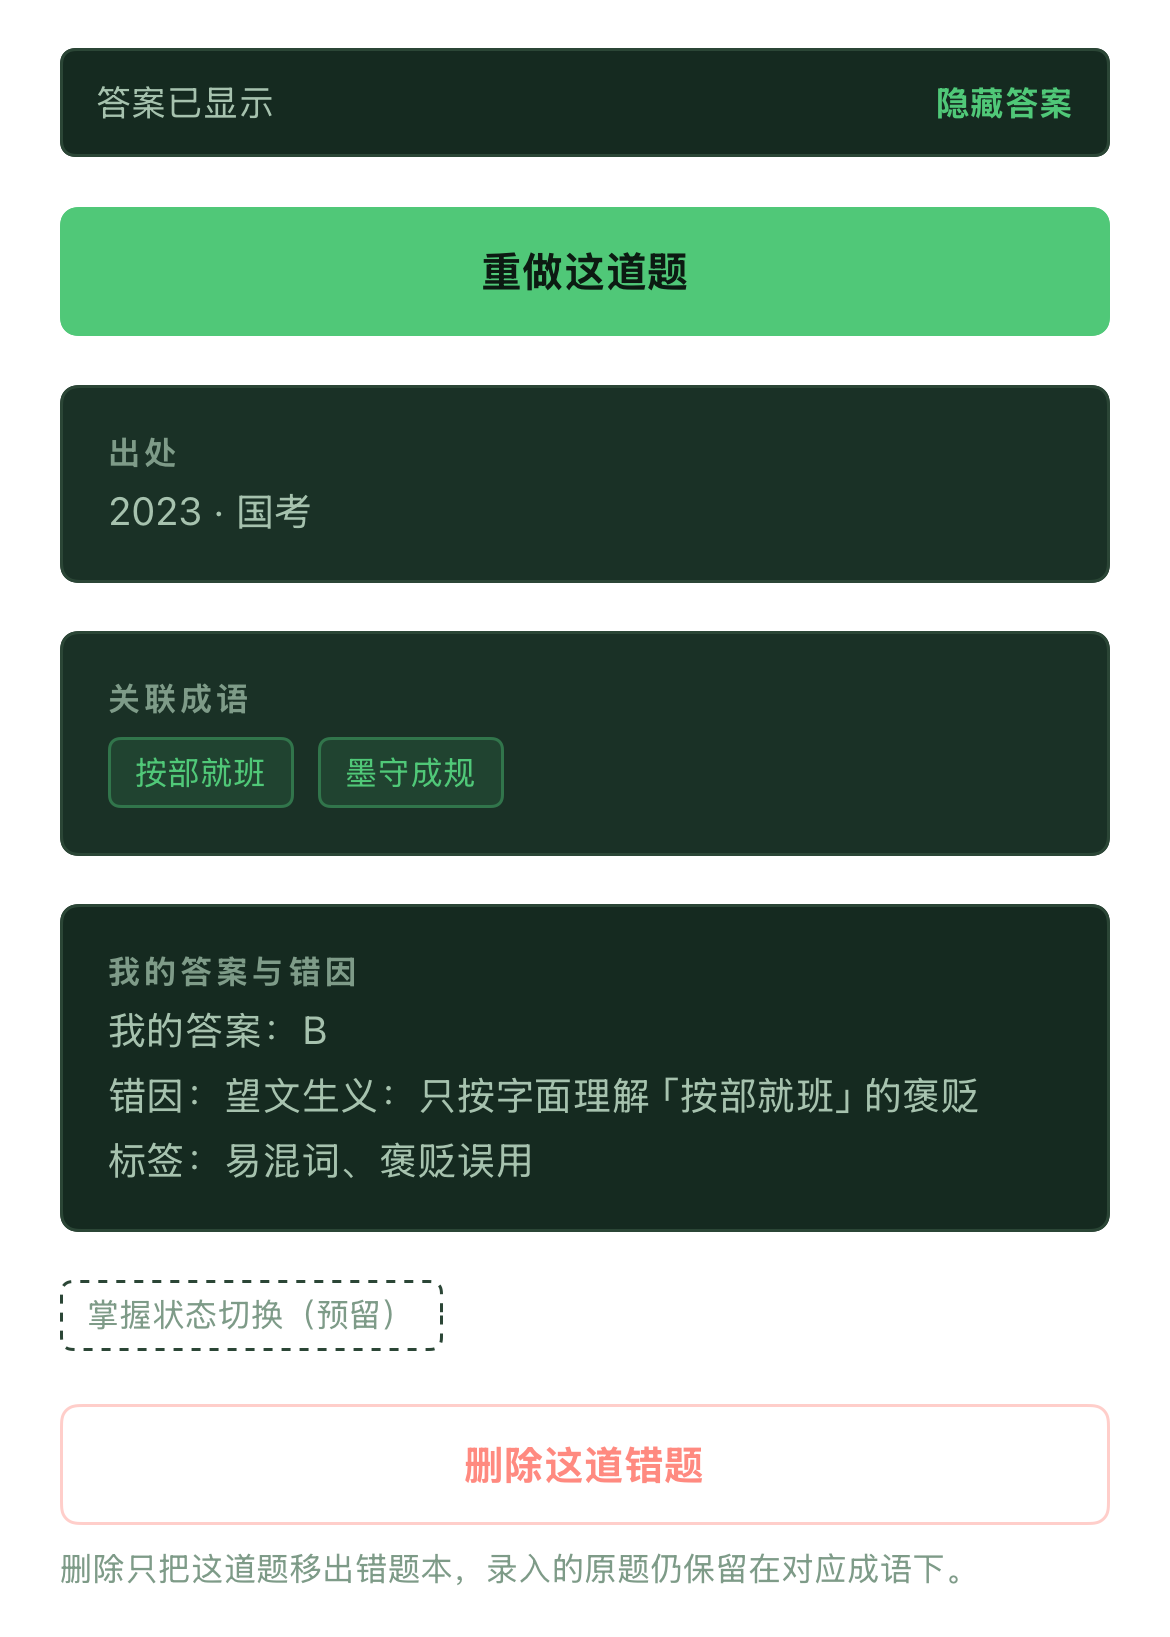 答案已显示
隐藏答案
重做这道题
出处
2023 · 国考
关联成语
按部就班
墨守成规
我的答案与错因
我的答案：B
错因：望文生义：只按字面理解「按部就班」的褒贬
标签：易混词、褒贬误用
掌握状态切换（预留）
删除这道错题
删除只把这道题移出错题本，录入的原题仍保留在对应成语下。